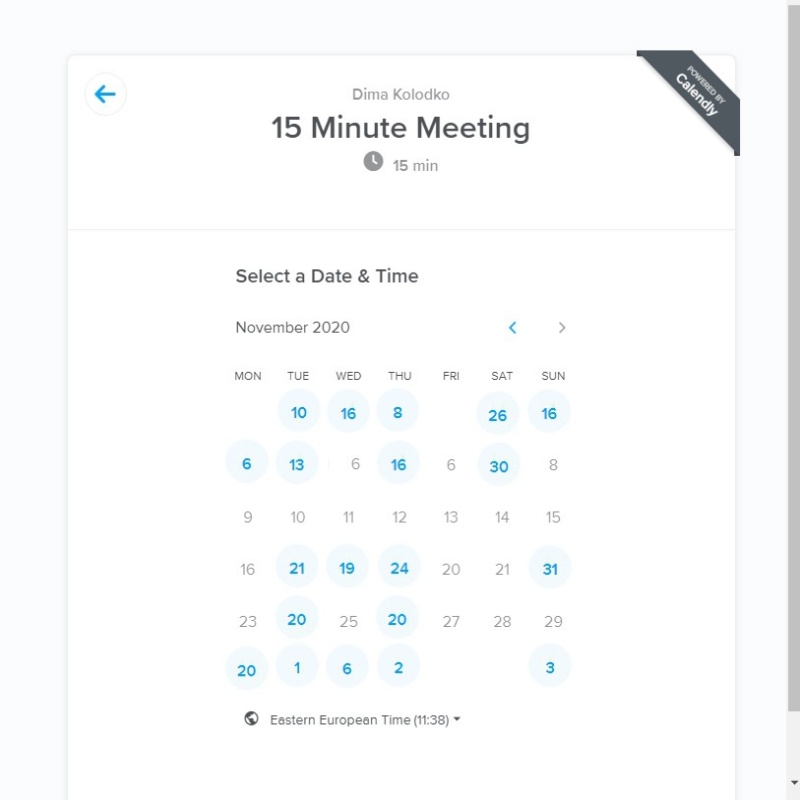 Dima Kolodko
15 Minute Meeting
15 min
POWERED BY
Calendly
Select a Date & Time
November 2020
MON TUE WED THU FRI SAT SUN
10 16 8 26 16
6 13 6 16 6 30 8
9 10 11 12 13 14 15
16 21 19 24 20 21 31
23 20 25 20 27 28 29
20 1 6 2 3
Eastern European Time (11:38)